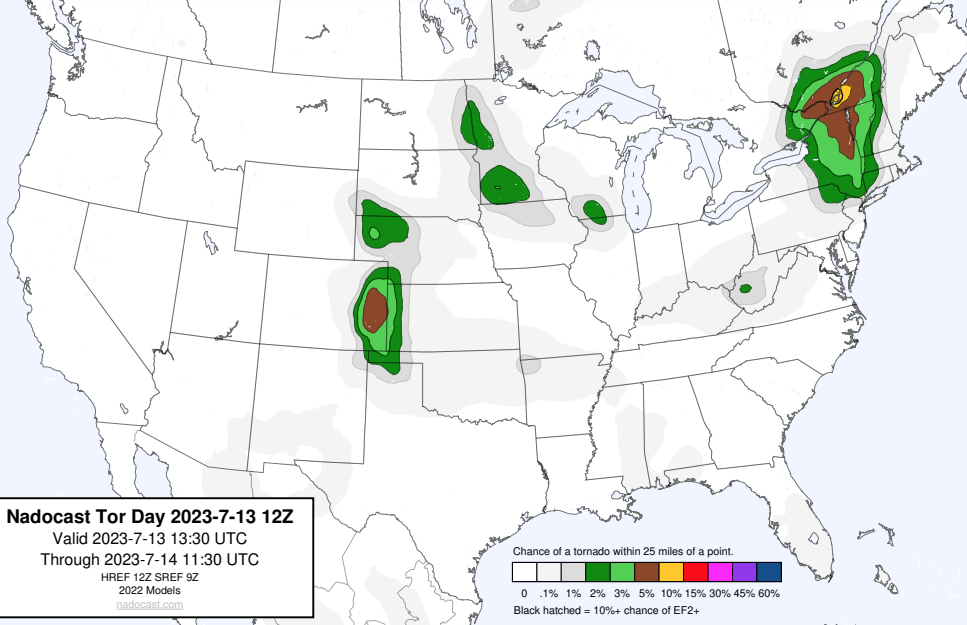 Nadocast Tor Day 2023-7-13 12Z
Valid 2023-7-13 13:30 UTC
Through 2023-7-14 11:30 UTC
HREF 12Z SREF 9Z
2022 Models
nadocast.com
Chance of a tornado within 25 miles of a point.
0 .1% 1% 2% 3% 5% 10% 15% 30% 45% 60%
Black hatched = 10%+ chance of EF2+